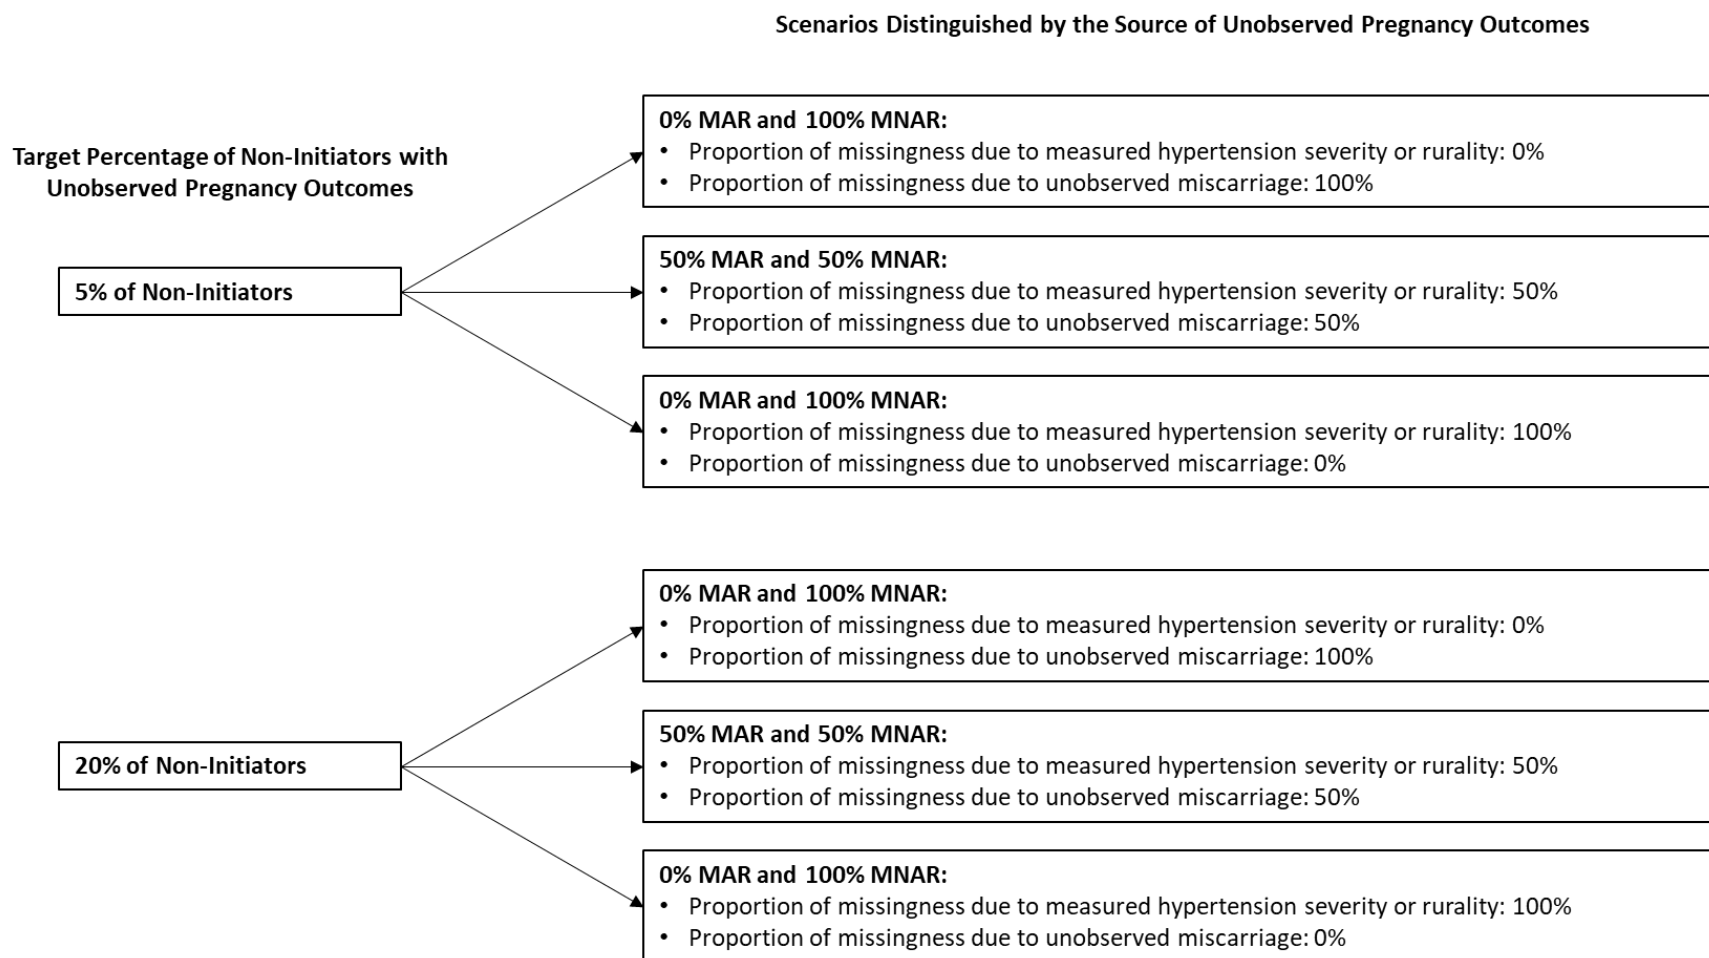 Scenarios Distinguished by the Source of Unobserved Pregnancy Outcomes
Target Percentage of Non-Initiators with
Unobserved Pregnancy Outcomes
5% of Non-Initiators
0% MAR and 100% MNAR:
• Proportion of missingness due to measured hypertension severity or rurality: 0%
• Proportion of missingness due to unobserved miscarriage: 100%
50% MAR and 50% MNAR:
• Proportion of missingness due to measured hypertension severity or rurality: 50%
• Proportion of missingness due to unobserved miscarriage: 50%
0% MAR and 100% MNAR:
• Proportion of missingness due to measured hypertension severity or rurality: 100%
• Proportion of missingness due to unobserved miscarriage: 0%
20% of Non-Initiators
0% MAR and 100% MNAR:
• Proportion of missingness due to measured hypertension severity or rurality: 0%
• Proportion of missingness due to unobserved miscarriage: 100%
50% MAR and 50% MNAR:
• Proportion of missingness due to measured hypertension severity or rurality: 50%
• Proportion of missingness due to unobserved miscarriage: 50%
0% MAR and 100% MNAR:
• Proportion of missingness due to measured hypertension severity or rurality: 100%
• Proportion of missingness due to unobserved miscarriage: 0%